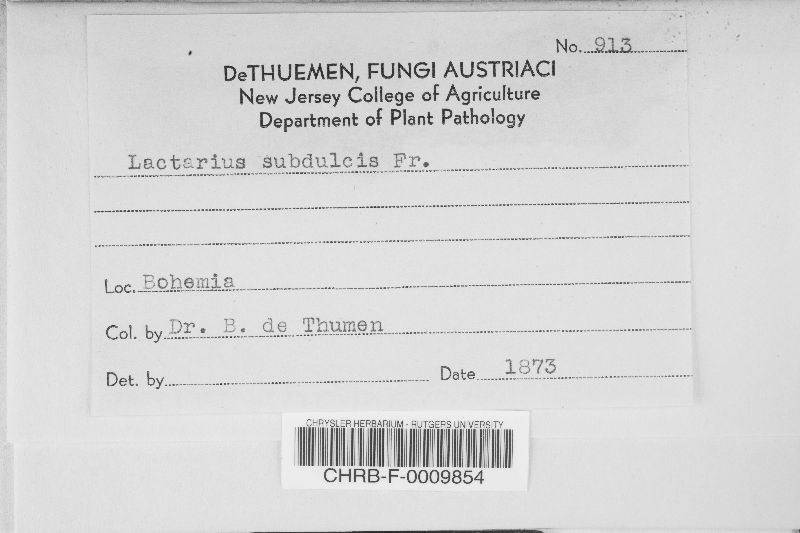 No. 913
DeTHUEMEN, FUNGI AUSTRIACI
New Jersey College of Agriculture
Department of Plant Pathology
Lactarius subdulcis Fr.
Loc. Bohemia
Col. by Dr. B. de Thumen
Det. by
Date 1873
CHRYSLER HERBARIUM - RUTGERS UNIVERSITY
CHRB-F-0009854